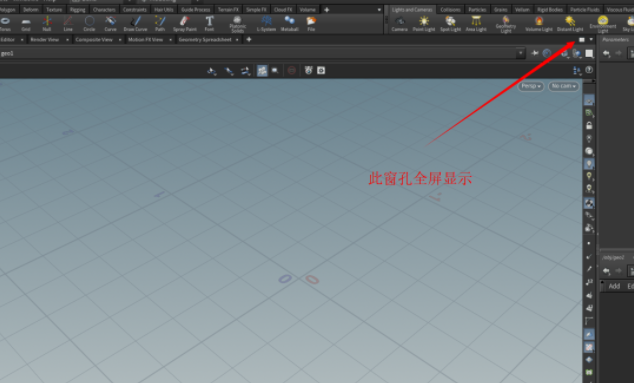 Polygon Deform Texture Rigging Characters Constraints Hair Utils Guide Process Terrain FX Simple FX Cloud FX Volume + Lights and Cameras Collisions Particles Grains Vellum Rigid Bodies Particle Fluids Viscous Fluids
Torus Grid Null Line Circle Curve Draw Curve Path Spray Paint Font Platonic Solids L-System Metaball File Camera Point Light Spot Light Area Light Geometry Light Volume Light Distant Light Environment Light Sky
Editor Render View Composite View Motion FX View Geometry Spreadsheet + Parameters
geo1
Persp No cam
此窗孔全屏显示
/obj/geo1
Add Edi